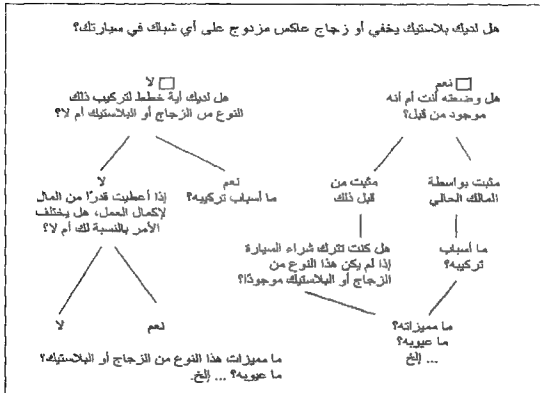 هل لديك بلاستيك يخفي أو زجاج عاكس مزدوج على أي شباك في سيارتك؟
نعم
هل وضعته أنت أم أنه
موجود من قبل؟
لا
هل لديك أية خطط لتركيب ذلك
النوع من الزجاج أو البلاستيك أم لا؟
مثبت بواسطة
المالك الحالي
مثبت من
قبل ذلك
نعم
ما أسباب تركيبه؟
لا
إذا أعطيت قدرًا من المال
لإكمال العمل، هل يختلف
الأمر بالنسبة لك أم لا؟
ما أسباب
تركيبه؟
هل كنت تترك شراء السيارة
إذا لم يكن هذا النوع من
الزجاج أو البلاستيك موجودًا؟
ما مميزاته؟
ما عيوبه؟
... إلخ
نعم
لا
ما مميزات هذا النوع من الزجاج أو البلاستيك؟
ما عيوبه؟ ... إلخ.